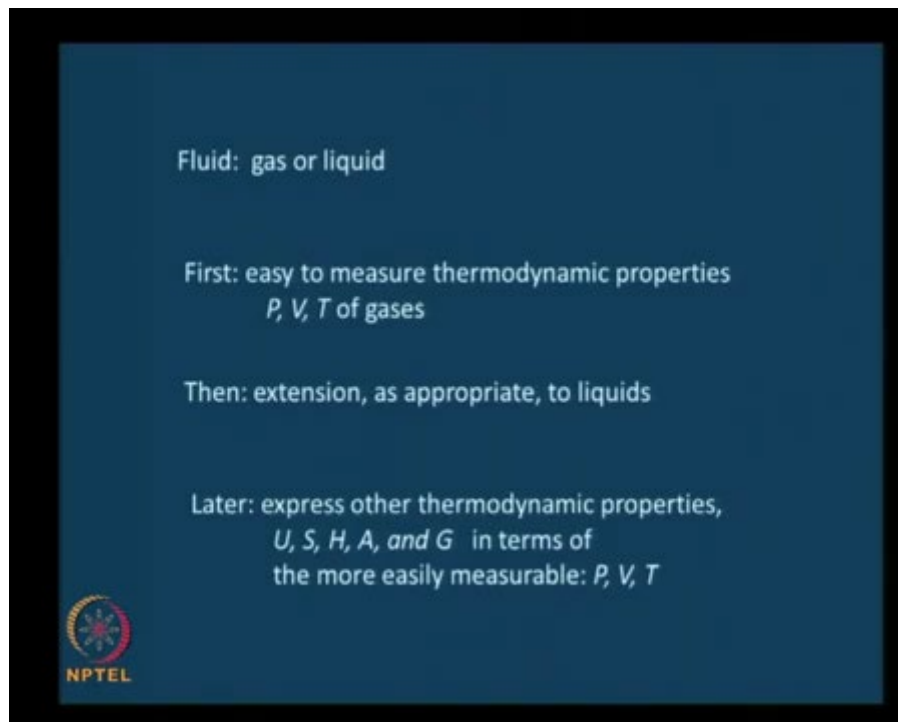 Fluid: gas or liquid
First: easy to measure thermodynamic properties
P, V, T of gases
Then: extension, as appropriate, to liquids
Later: express other thermodynamic properties,
U, S, H, A, and G in terms of
the more easily measurable: P, V, T
NPTEL